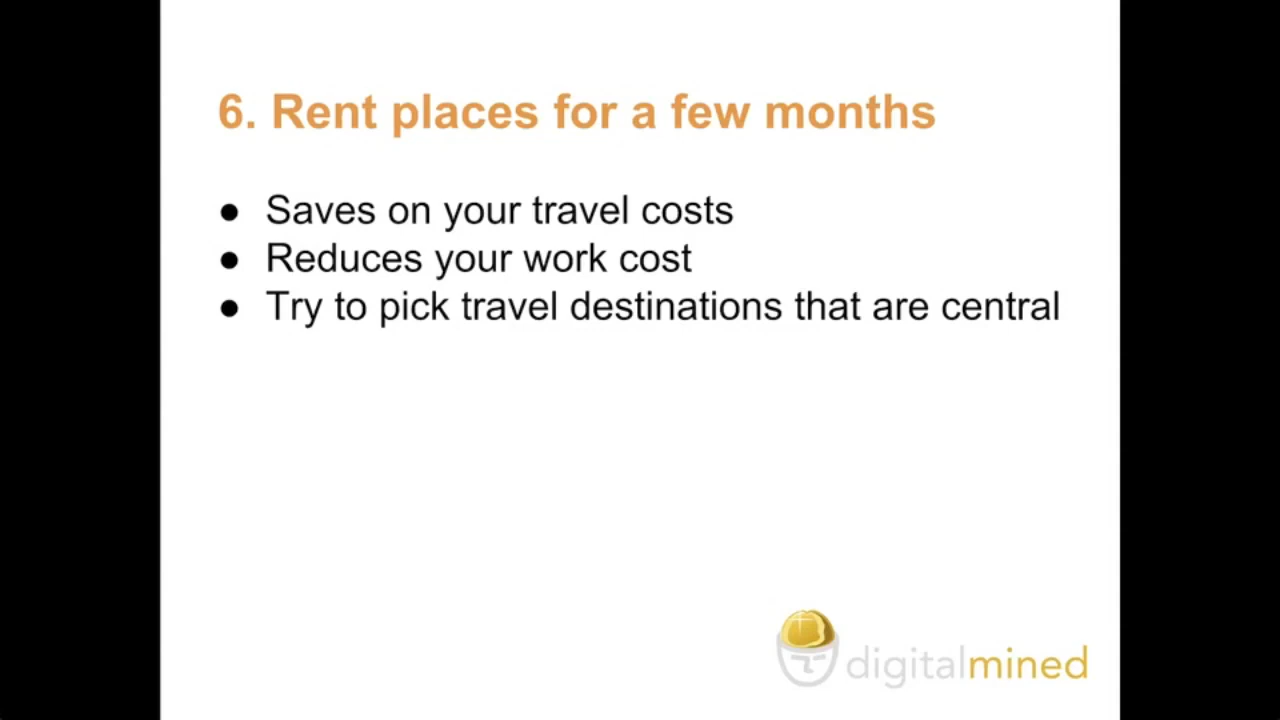 6. Rent places for a few months
● Saves on your travel costs
● Reduces your work cost
● Try to pick travel destinations that are central
digitalmined